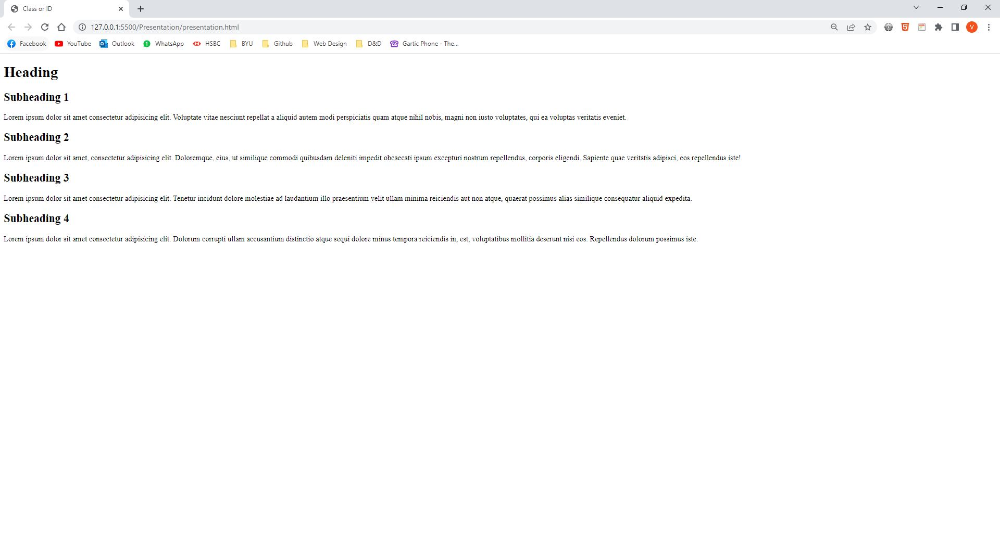 Class or ID
127.0.0.1:5500/Presentation/presentation.html
Facebook YouTube Outlook 1 WhatsApp HSBC BYU Github Web Design D&D Gartic Phone - The...
Heading
Subheading 1
Lorem ipsum dolor sit amet consectetur adipisicing elit. Voluptate vitae nesciunt repellat a aliquid autem modi perspiciatis quam atque nihil nobis, magni non iusto voluptates, qui ea voluptas veritatis eveniet.
Subheading 2
Lorem ipsum dolor sit amet, consectetur adipisicing elit. Doloremque, eius, ut similique commodi quibusdam deleniti impedit obcaecati ipsum excepturi nostrum repellendus, corporis eligendi. Sapiente quae veritatis adipisci, eos repellendus iste!
Subheading 3
Lorem ipsum dolor sit amet consectetur adipisicing elit. Tenetur incidunt dolore molestiae ad laudantium illo praesentium velit ullam minima reiciendis aut non atque, quaerat possimus alias similique consequatur aliquid expedita.
Subheading 4
Lorem ipsum dolor sit amet consectetur adipisicing elit. Dolorum corrupti ullam accusantium distinctio atque sequi dolore minus tempora reiciendis in, est, voluptatibus mollitia deserunt nisi eos. Repellendus dolorum possimus iste.